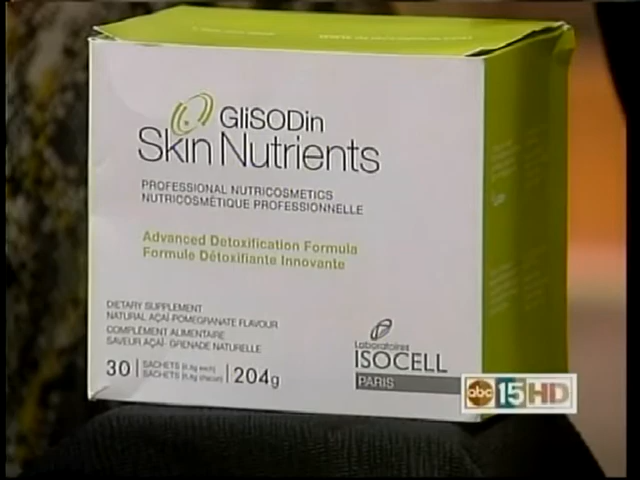 GliSODin
Skin Nutrients
PROFESSIONAL NUTRICOSMETICS
NUTRICOSMÉTIQUE PROFESSIONNELLE
Advanced Detoxification Formula
Formule Détoxifiante Innovante
DIETARY SUPPLEMENT
NATURAL AÇAI-POMEGRANATE FLAVOUR
COMPLÉMENT ALIMENTAIRE
SAVEUR AÇAI- GRENADE NATURELLE
30 SACHETS 204g
SACHETS
Laboratoires
ISOCELL
PARIS
abc 15 HD